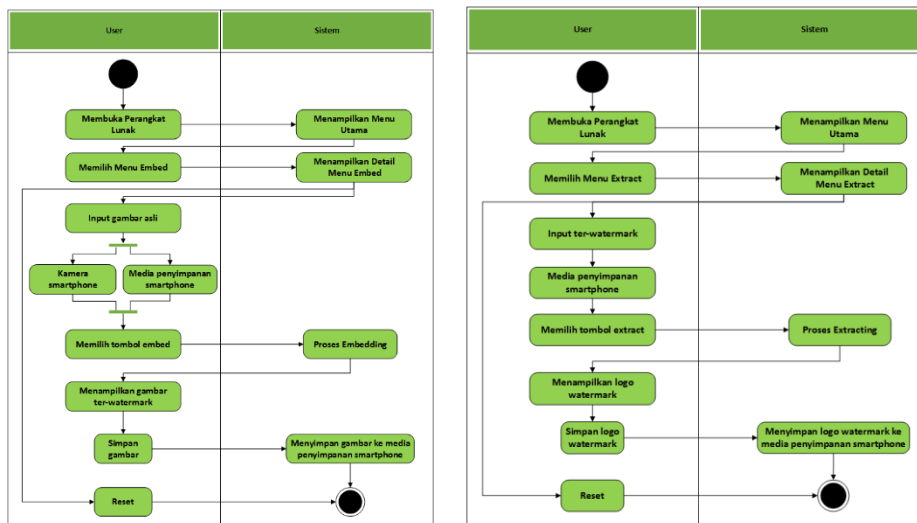 User
Sistem
Membuka Perangkat
Lunak
Menampilkan Menu
Utama
Memilih Menu Embed
Menampilkan Detail
Menu Embed
Input gambar asli
Kamera
smartphone
Media penyimpanan
smartphone
Memilih tombol embed
Proses Embedding
Menampilkan gambar
ter-watermark
Simpan
gambar
Menyimpan gambar ke media
penyimpanan smartphone
Reset
User
Sistem
Membuka Perangkat
Lunak
Menampilkan Menu
Utama
Memilih Menu Extract
Menampilkan Detail
Menu Extract
Input ter-watermark
Media penyimpanan
smartphone
Memilih tombol extract
Proses Extracting
Menampilkan logo
watermark
Simpan logo
watermark
Menyimpan logo watermark ke
media penyimpanan smartphone
Reset